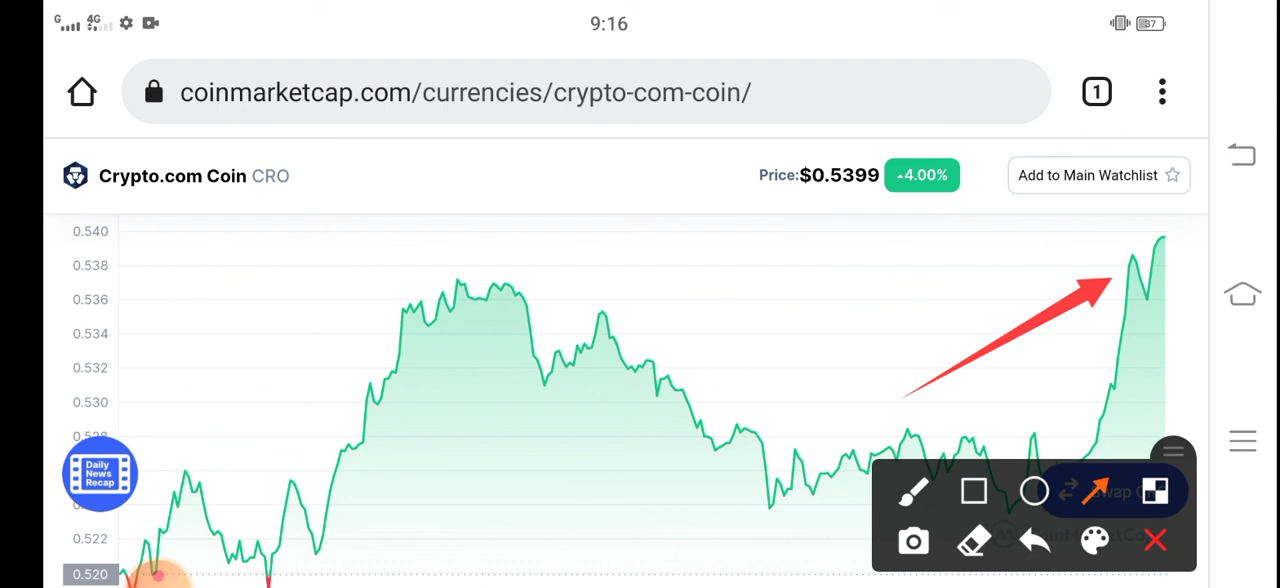 G 4G
9:16
37
coinmarketcap.com/currencies/crypto-com-coin/
1
Crypto.com Coin CRO
Price:$0.5399
4.00%
Add to Main Watchlist
0.540
0.538
0.536
0.534
0.532
0.530
Daily
News
Recap
0.522
0.520